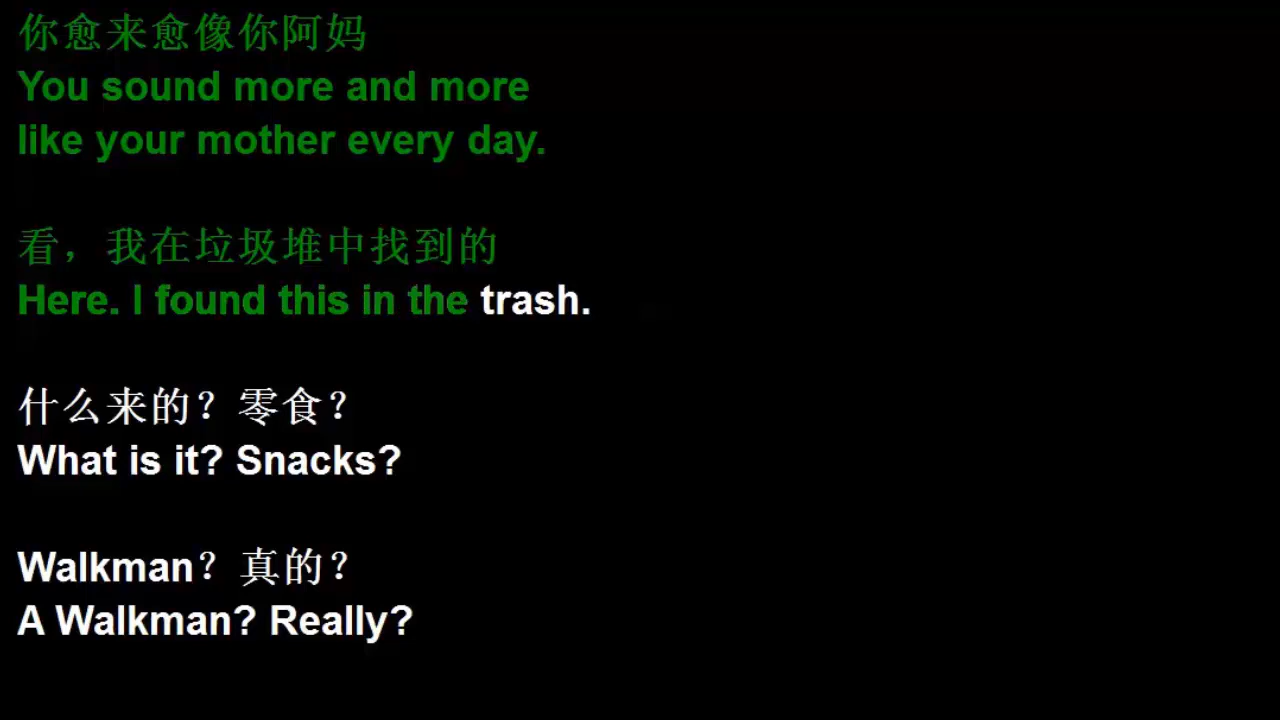 你愈来愈像你阿妈
You sound more and more
like your mother every day.
看，我在垃圾堆中找到的
Here. I found this in the trash.
什么来的？零食？
What is it? Snacks?
Walkman？真的？
A Walkman? Really?